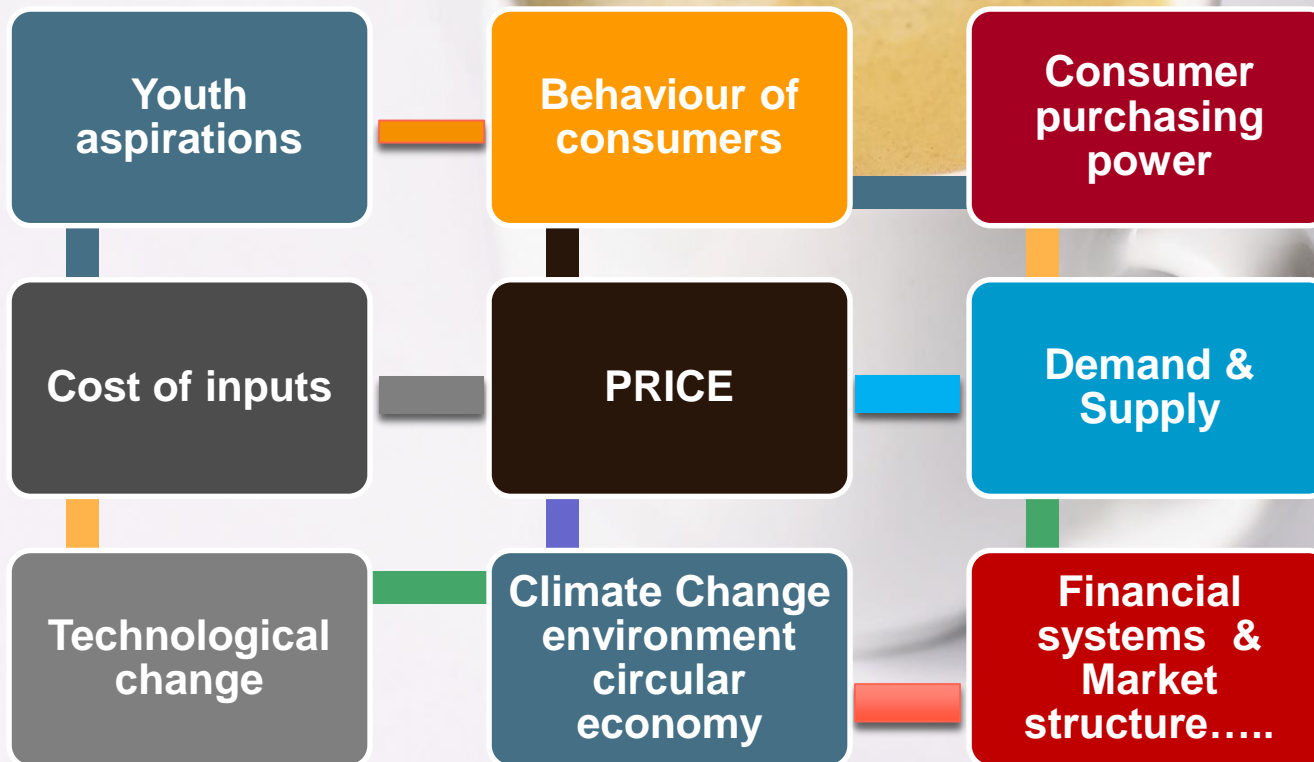 Youth
aspirations
Behaviour of
consumers
Consumer
purchasing
power
Cost of inputs
PRICE
Demand &
Supply
Technological
change
Climate Change
environment
circular
economy
Financial
systems &
Market
structure…..